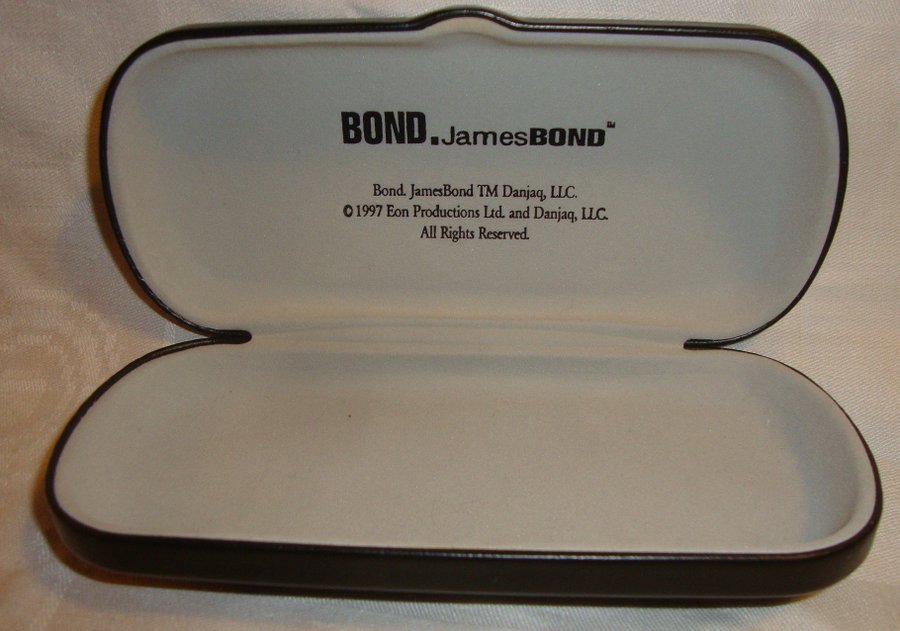 BOND.JamesBOND™
Bond. JamesBond TM Danjaq, LLC.
© 1997 Eon Productions Ltd. and Danjaq, LLC.
All Rights Reserved.